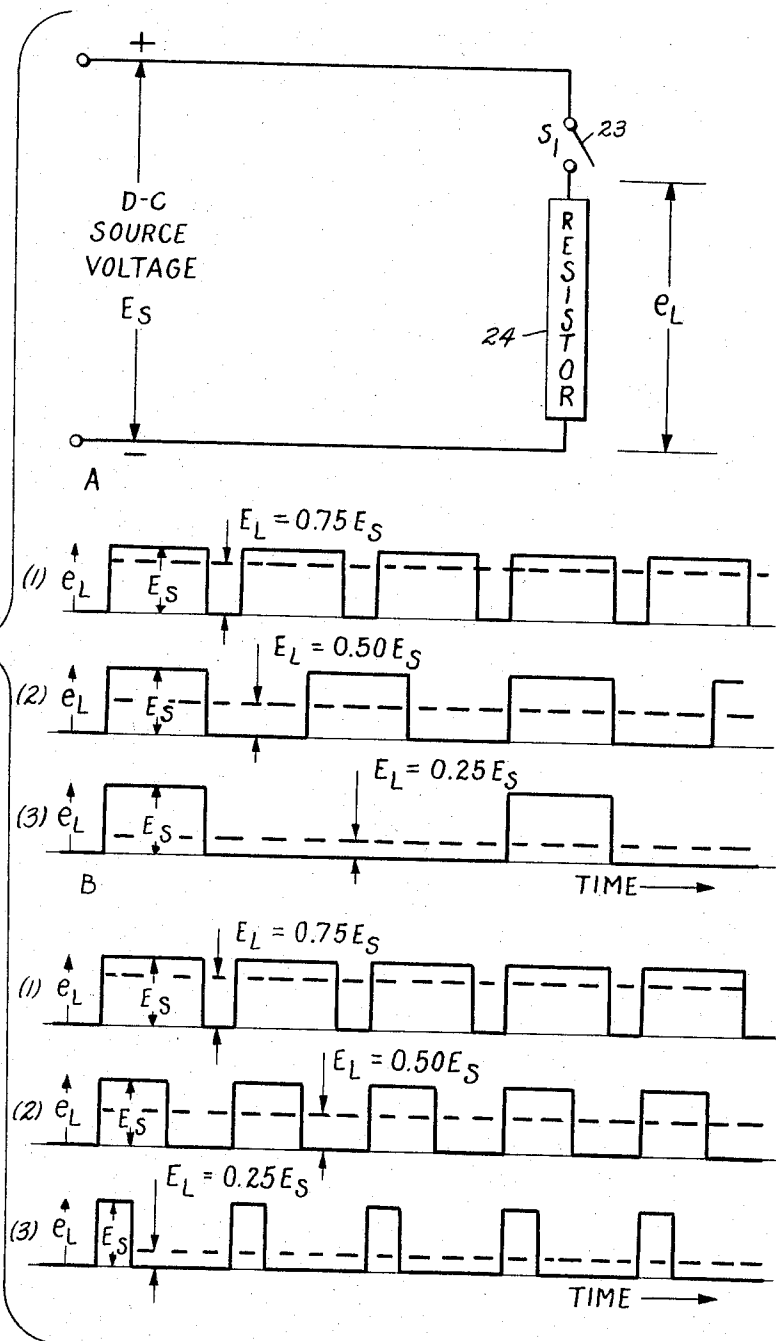 +
S1 23
D-C
SOURCE
VOLTAGE
ES
RESISTOR
24
eL
−
A
EL = 0.75 ES
(1) eL ES
EL = 0.50 ES
(2) eL ES
EL = 0.25 ES
(3) eL ES
B TIME
EL = 0.75 ES
(1) eL ES
EL = 0.50 ES
(2) eL ES
EL = 0.25 ES
(3) eL ES
TIME